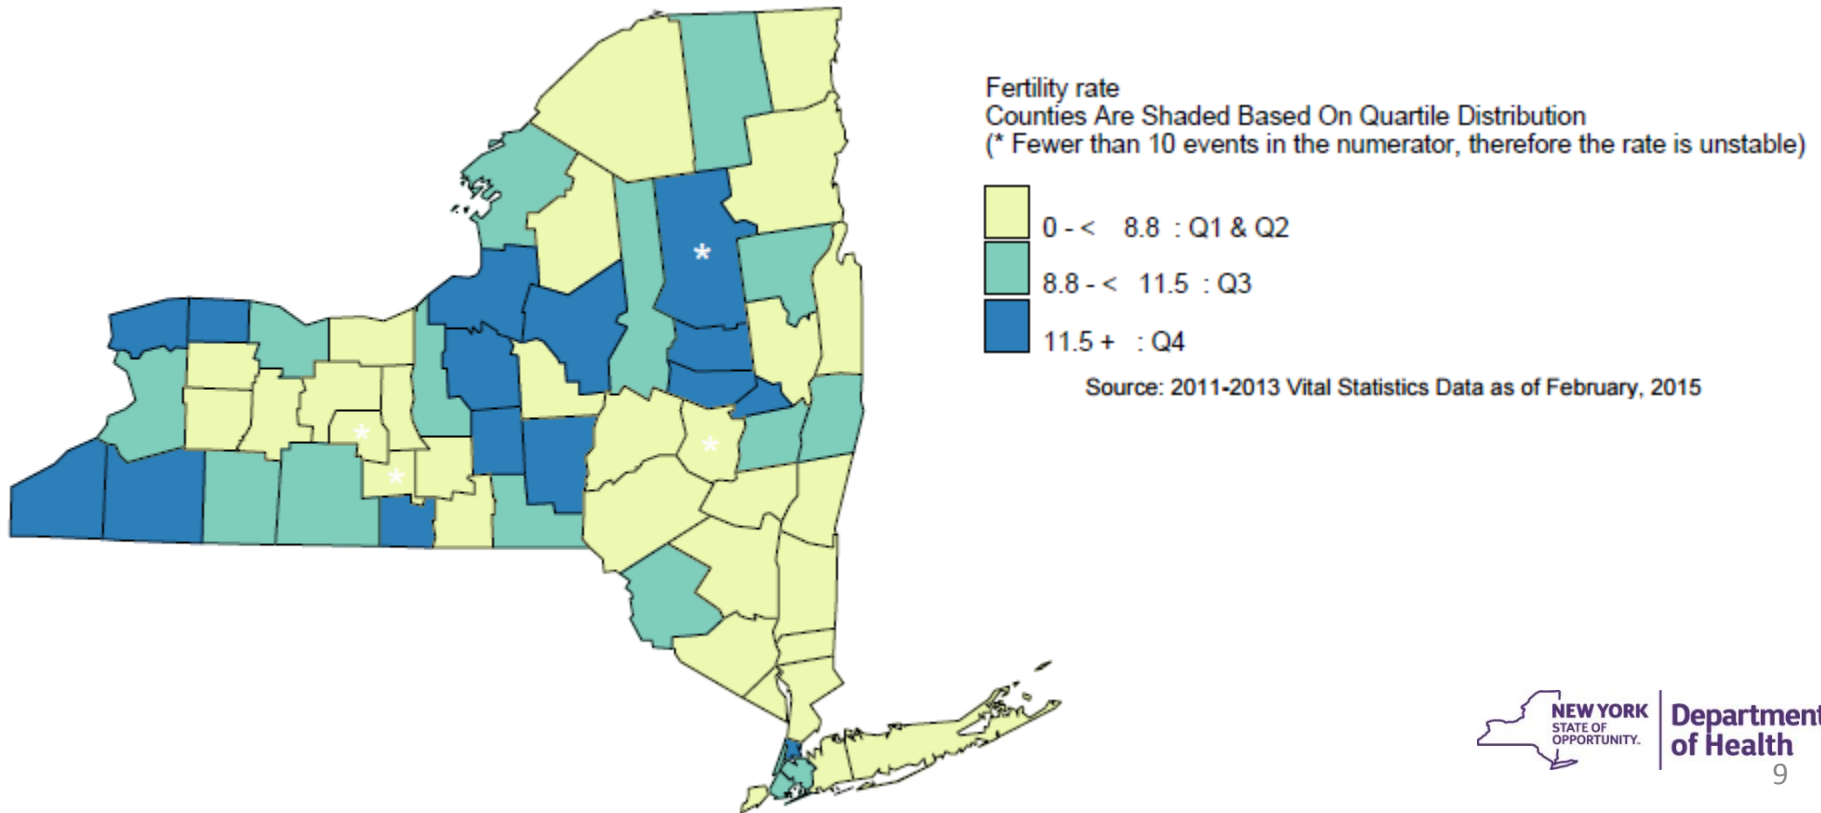 Fertility rate
Counties Are Shaded Based On Quartile Distribution
(* Fewer than 10 events in the numerator, therefore the rate is unstable)
0 - < 8.8 : Q1 & Q2
8.8 - < 11.5 : Q3
11.5 + : Q4
Source: 2011-2013 Vital Statistics Data as of February, 2015
*
*
*
*
NEW YORK
STATE OF
OPPORTUNITY.
Department
of Health
9